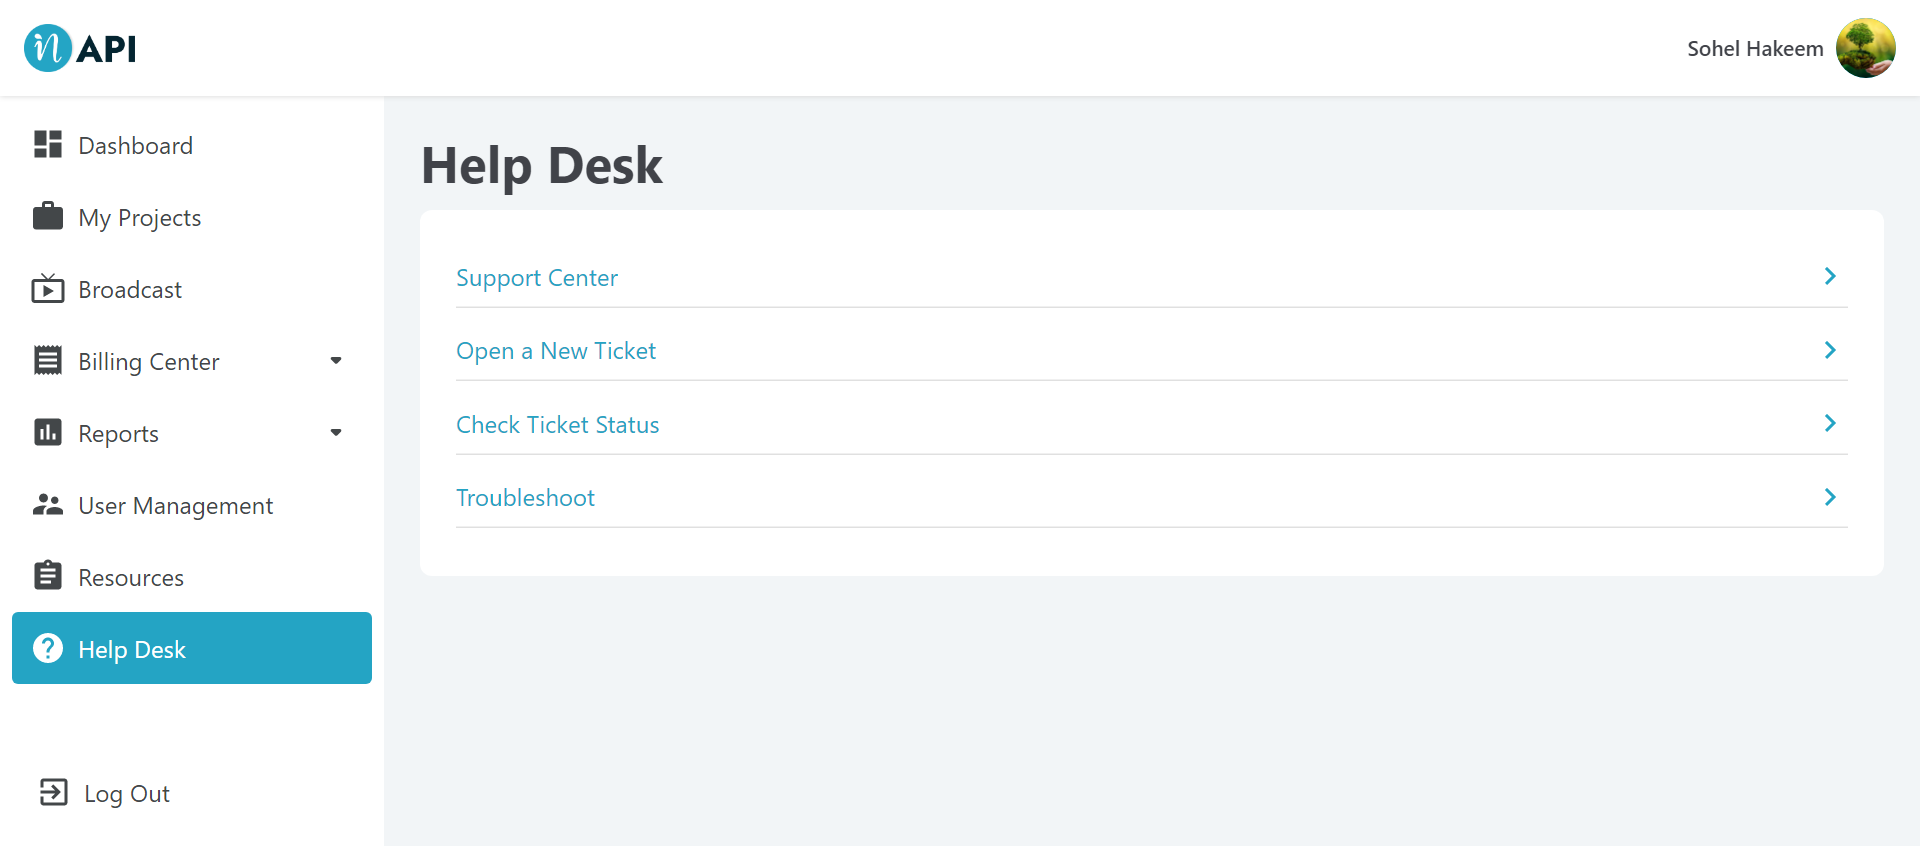 n API
Sohel Hakeem
Dashboard
My Projects
Broadcast
Billing Center
Reports
User Management
Resources
Help Desk
Log Out
Help Desk
Support Center
Open a New Ticket
Check Ticket Status
Troubleshoot